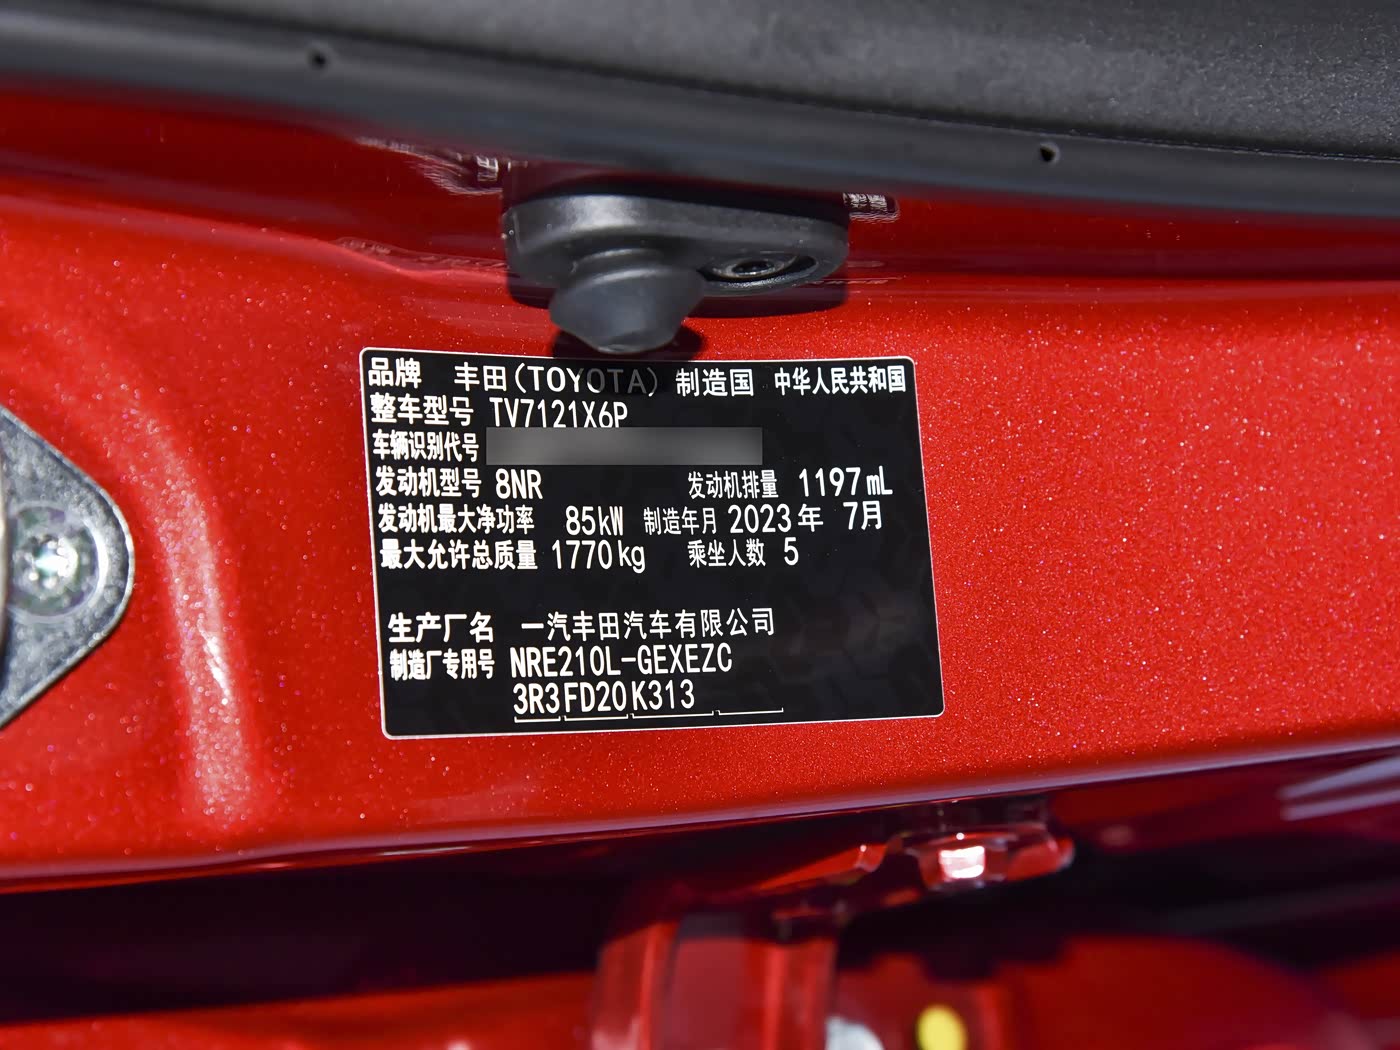 品牌 丰田(TOYOTA) 制造国 中华人民共和国
整车型号 TV7121X6P
车辆识别代号
发动机型号 8NR 发动机排量 1197mL
发动机最大净功率 85kW 制造年月 2023年 7月
最大允许总质量 1770kg 乘坐人数 5
生产厂名 一汽丰田汽车有限公司
制造厂专用号 NRE210L-GEXEZC
3R3FD20K313